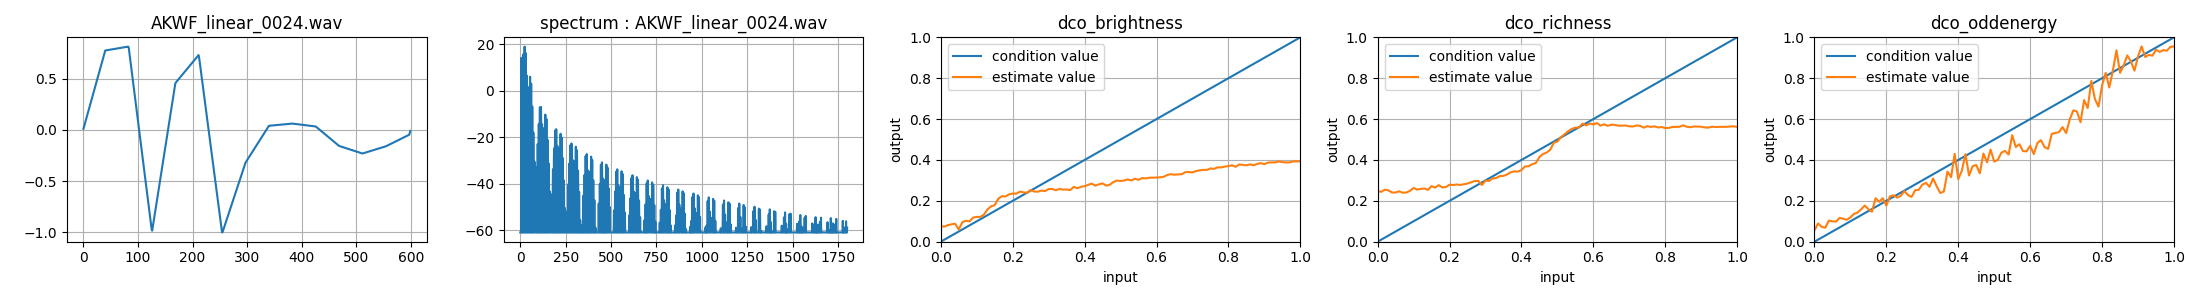 AKWF_linear_0024.wav
0.5
0.0
−0.5
−1.0
0 100 200 300 400 500 600
spectrum : AKWF_linear_0024.wav
20
0
−20
−40
−60
0 250 500 750 1000 1250 1500 1750
dco_brightness
condition value
estimate value
output
1.0
0.8
0.6
0.4
0.2
0.0
0.0 0.2 0.4 0.6 0.8 1.0
input
dco_richness
condition value
estimate value
output
1.0
0.8
0.6
0.4
0.2
0.0
0.0 0.2 0.4 0.6 0.8 1.0
input
dco_oddenergy
condition value
estimate value
output
1.0
0.8
0.6
0.4
0.2
0.0
0.0 0.2 0.4 0.6 0.8 1.0
input